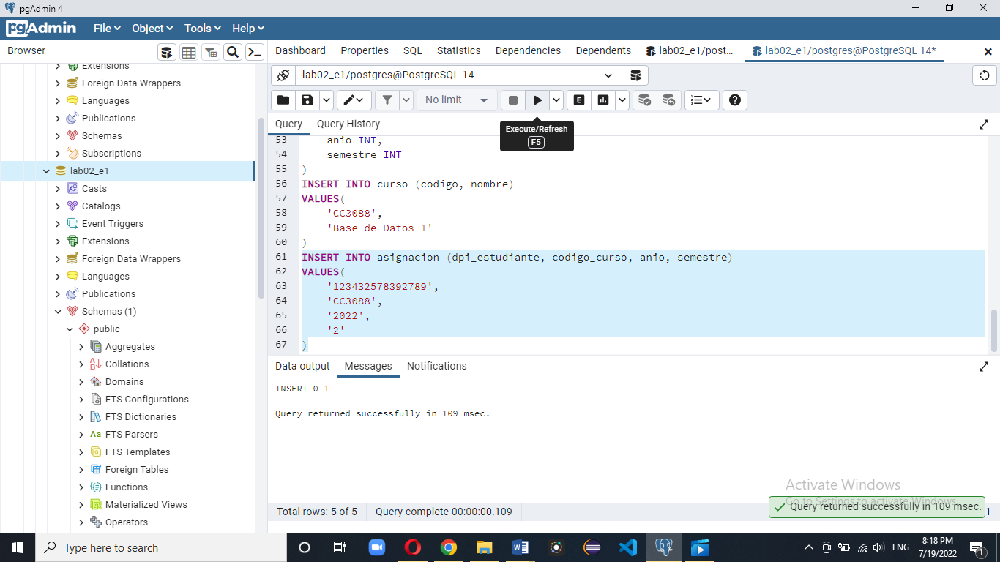 pgAdmin 4
pgAdmin
File
Object
Tools
Help
Browser
Dashboard
Properties
SQL
Statistics
Dependencies
Dependents
lab02_e1/post...
lab02_e1/postgres@PostgreSQL 14*
Extensions
Foreign Data Wrappers
Languages
Publications
Schemas
Subscriptions
lab02_e1
Casts
Catalogs
Event Triggers
Extensions
Foreign Data Wrappers
Languages
Publications
Schemas (1)
public
Aggregates
Collations
Domains
FTS Configurations
FTS Dictionaries
Aa FTS Parsers
FTS Templates
Foreign Tables
Functions
Materialized Views
Operators
lab02_e1/postgres@PostgreSQL 14
No limit
E
Query
Query History
Execute/Refresh
F5
53 anio INT,
54 semestre INT
55 )
56 INSERT INTO curso (codigo, nombre)
57 VALUES(
58 'CC3088',
59 'Base de Datos 1'
60 )
61 INSERT INTO asignacion (dpi_estudiante, codigo_curso, anio, semestre)
62 VALUES(
63 '123432578392789',
64 'CC3088',
65 '2022',
66 '2'
67 )
Data output
Messages
Notifications
INSERT 0 1
Query returned successfully in 109 msec.
Activate Windows
Go to Settings to activate Windows.
Query returned successfully in 109 msec.
Total rows: 5 of 5
Query complete 00:00:00.109
1
Type here to search
ENG
8:18 PM
7/19/2022
1